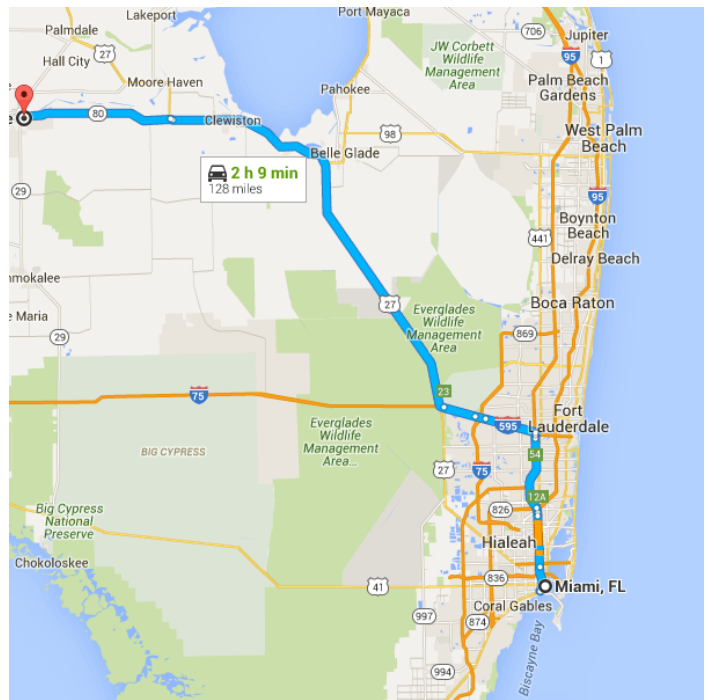 Lakeport
Port Mayaca
706
Jupiter
Palmdale
27
Hall City
JW Corbett
Wildlife
Management
Area
95
1
Moore Haven
Pahokee
Palm Beach
Gardens
e
80
Clewiston
98
West Palm
Beach
Belle Glade
2 h 9 min
128 miles
29
95
Boynton
Beach
441
Delray Beach
mmokalee
27
Everglades
Wildlife
Management
Area
Boca Raton
e Maria
29
869
75
23
Everglades
Wildlife
Management
Area...
595
Fort
Lauderdale
BIG CYPRESS
54
27
75
12A
Big Cypress
National
Preserve
826
Hialeah
Chokoloskee
41
836
Miami, FL
Coral Gables
997
874
Biscayne Bay
994